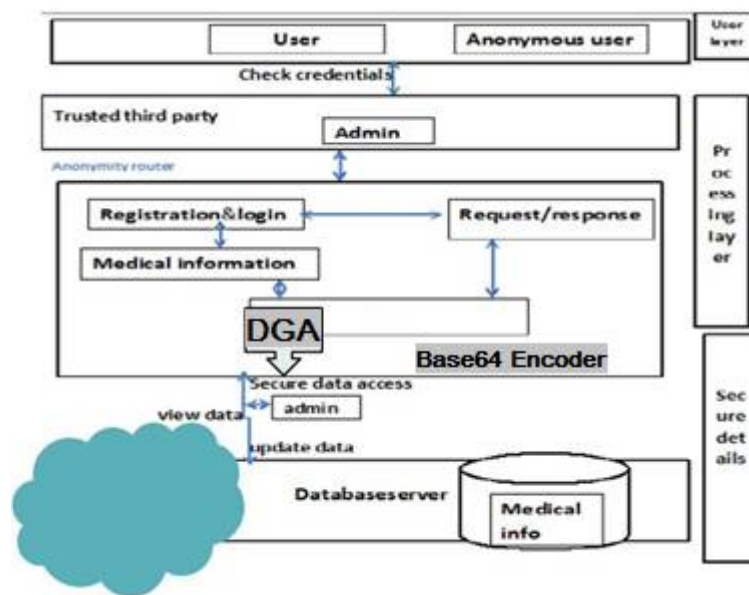 User
Anonymous user
User
layer
Check credentials
Trusted third party
Admin
Anonymity router
Registration&login
Request/response
Medical information
DGA
Base64 Encoder
Pr
oc
ess
ing
lay
er
Secure data access
admin
view data
update data
Databaseserver
Medical
info
Sec
ure
det
ails